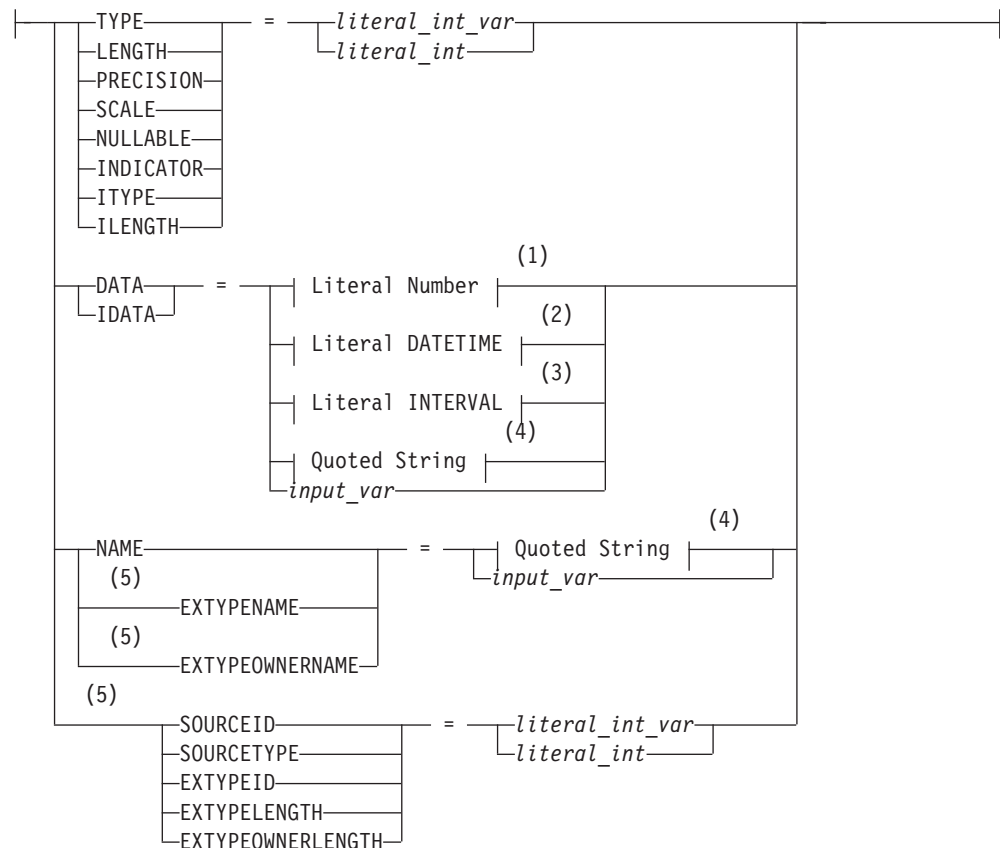 TYPE = literal_int_var
LENGTH literal_int
PRECISION
SCALE
NULLABLE
INDICATOR
ITYPE
ILENGTH
(1)
DATA = Literal Number
IDATA
(2)
Literal DATETIME
(3)
Literal INTERVAL
(4)
Quoted String
input_var
(4)
NAME = Quoted String
(5) input_var
EXTYPENAME
(5)
EXTYPEOWNERNAME
(5)
SOURCEID = literal_int_var
SOURCETYPE literal_int
EXTYPEID
EXTYPELENGTH
EXTYPEOWNERLENGTH